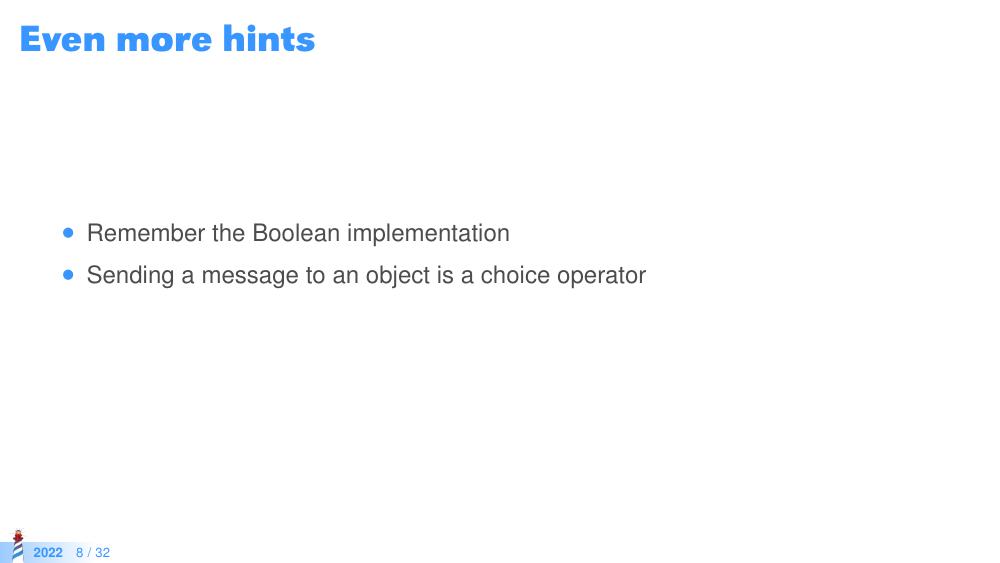 Even more hints
Remember the Boolean implementation
Sending a message to an object is a choice operator
2022 8 / 32